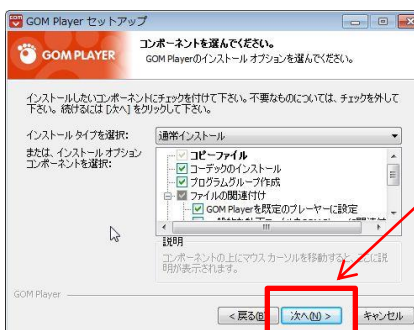 GOM Player セットアップ
GOM PLAYER
コンポーネントを選んでください。
GOM Playerのインストール オプションを選んでください。
インストールしたいコンポーネントにチェックを付けて下さい。不要なものについては、チェックを外して
下さい。続けるには [次へ] をクリックして下さい。
インストール タイプを選択:
通常インストール
または、インストール オプション
コンポーネントを選択:
コピーファイル
コーデックのインストール
プログラムグループ作成
ファイルの関連付け
GOM Playerを既定のプレーヤーに設定
説明
コンポーネントの上にマウス カーソルを移動すると、ここに説
明が表示されます。
GOM Player
< 戻る(B)
次へ(N) >
キャンセル